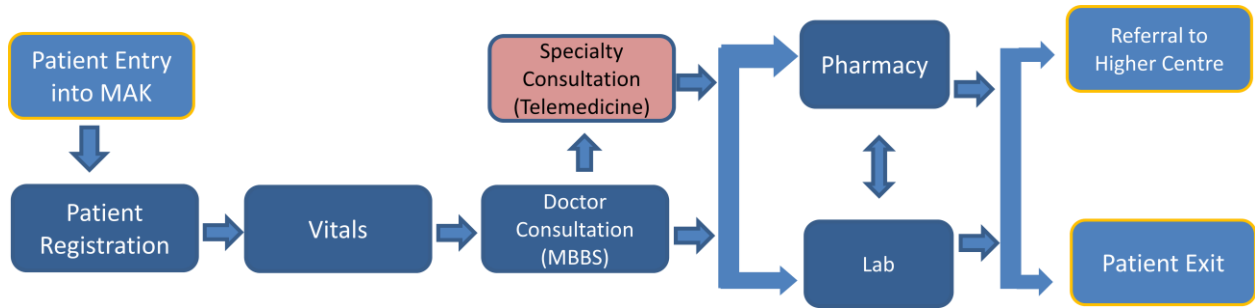 Patient Entry
into MAK
Patient
Registration
Vitals
Specialty
Consultation
(Telemedicine)
Doctor
Consultation
(MBBS)
Pharmacy
Lab
Referral to
Higher Centre
Patient Exit